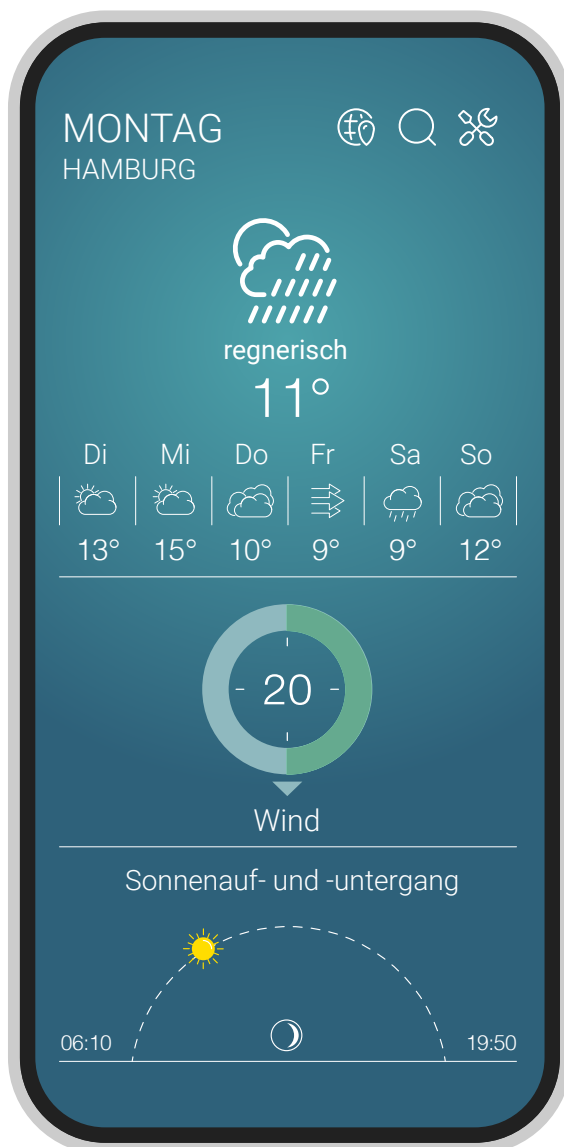 MONTAG
HAMBURG
regnerisch
11°
Di Mi Do Fr Sa So
13° 15° 10° 9° 9° 12°
20
Wind
Sonnenauf- und -untergang
06:10 19:50